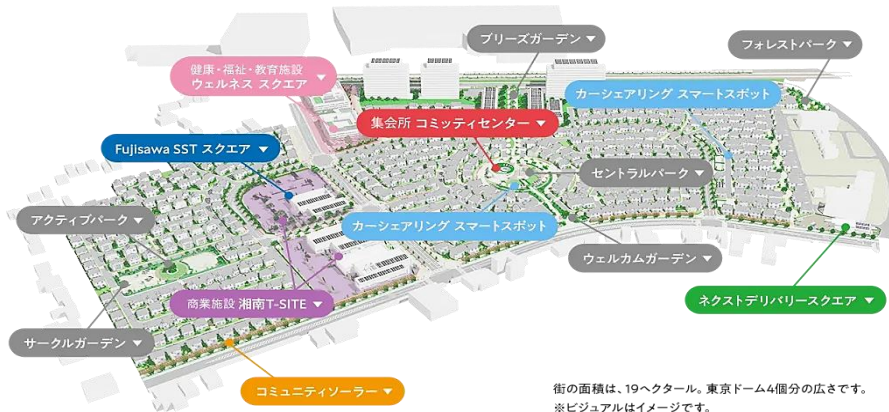 ブリーズガーデン ▼
フォレストパーク ▼
健康・福祉・教育施設
ウェルネス スクエア ▼
カーシェアリング スマートスポット
集会所 コミッティセンター ▼
Fujisawa SST スクエア ▼
セントラルパーク ▼
アクティブパーク ▼
カーシェアリング スマートスポット
ウェルカムガーデン ▼
商業施設 湘南T-SITE ▼
ネクストデリバリースクエア ▼
サークルガーデン ▼
コミュニティソーラー ▼
街の面積は、19ヘクタール。東京ドーム4個分の広さです。
※ビジュアルはイメージです。